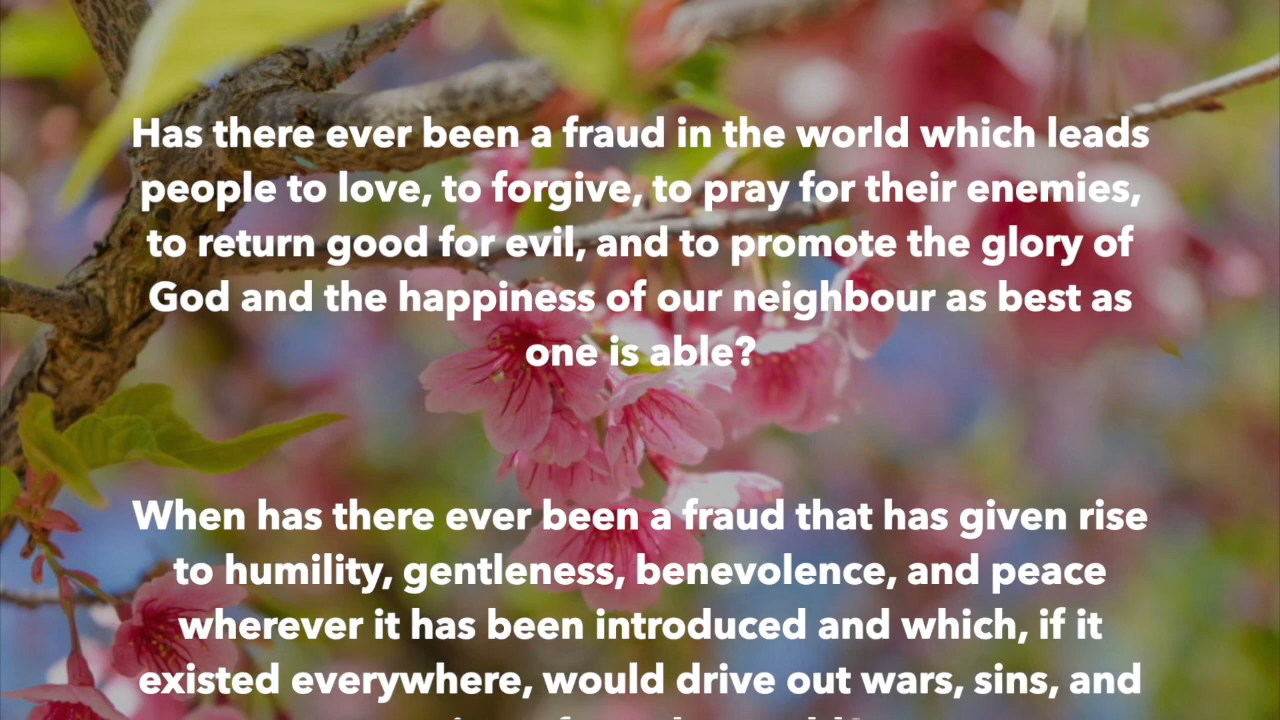 Has there ever been a fraud in the world which leads
people to love, to forgive, to pray for their enemies,
to return good for evil, and to promote the glory of
God and the happiness of our neighbour as best as
one is able?
When has there ever been a fraud that has given rise
to humility, gentleness, benevolence, and peace
wherever it has been introduced and which, if it
existed everywhere, would drive out wars, sins, and